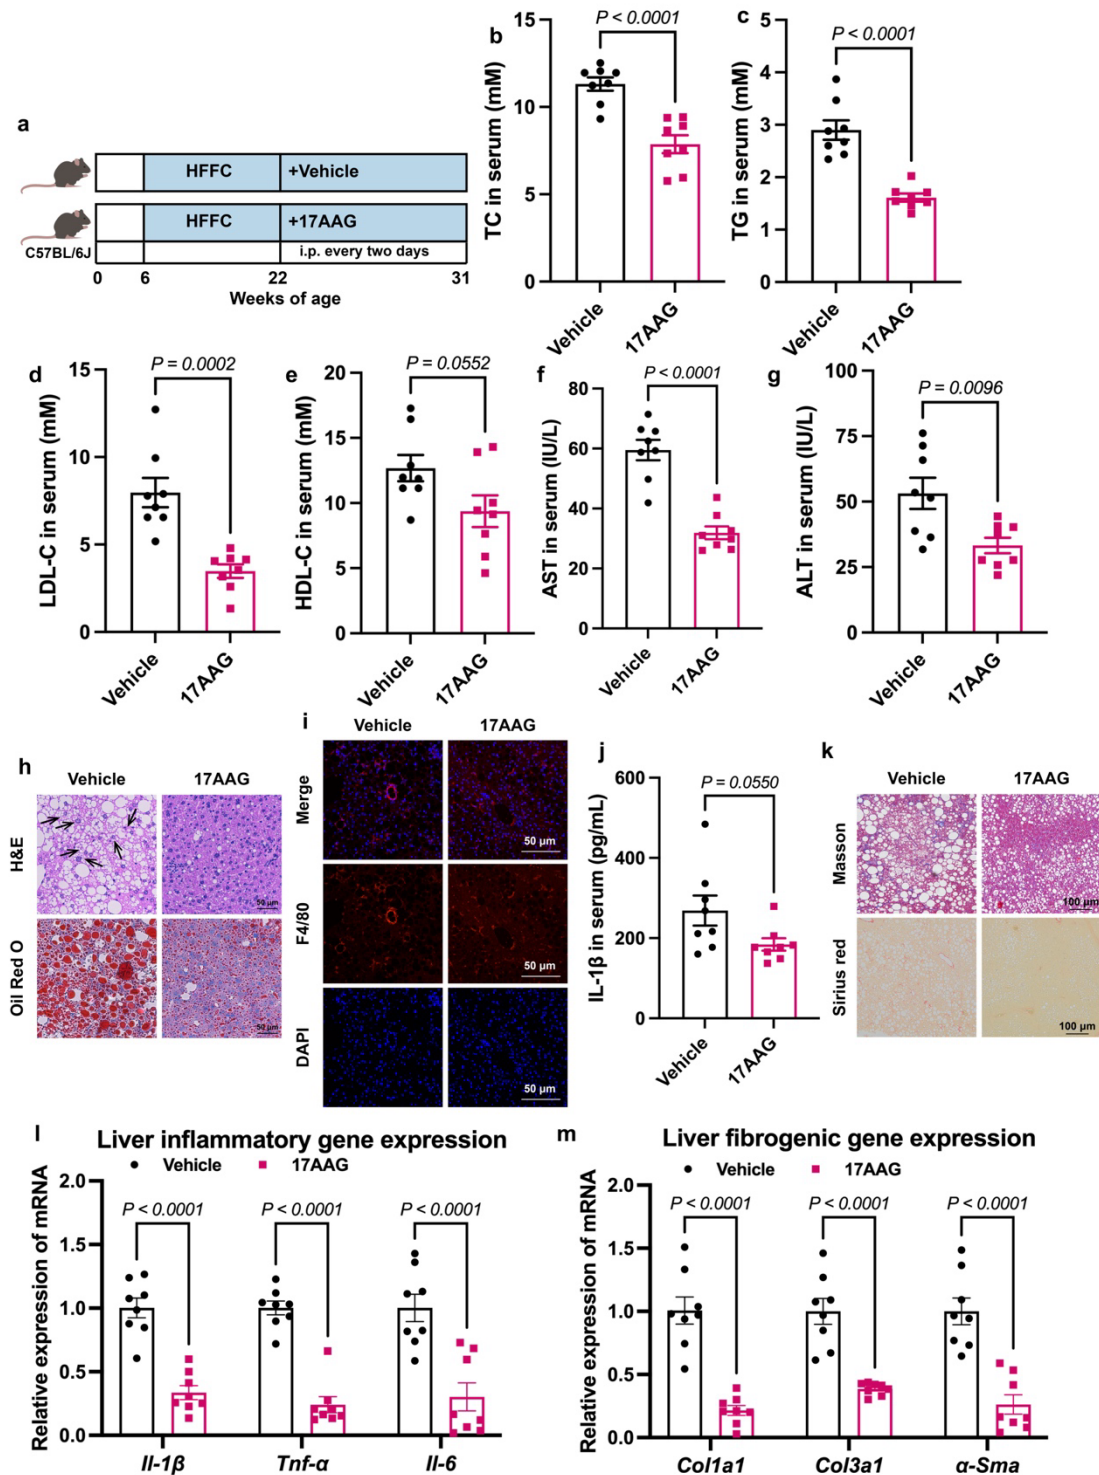 a
HFFC +Vehicle
HFFC +17AAG
C57BL/6J i.p. every two days
0 6 22 31
Weeks of age
b
P < 0.0001
TC in serum (mM)
15
10
5
0
Vehicle 17AAG
c
P < 0.0001
TG in serum (mM)
5
4
3
2
1
0
Vehicle 17AAG
d
P = 0.0002
LDL-C in serum (mM)
15
10
5
0
Vehicle 17AAG
e
P = 0.0552
HDL-C in serum (mM)
20
15
10
5
0
Vehicle 17AAG
f
P < 0.0001
AST in serum (IU/L)
80
60
40
20
0
Vehicle 17AAG
g
P = 0.0096
ALT in serum (IU/L)
100
75
50
25
0
Vehicle 17AAG
h
Vehicle 17AAG
H&E
50 μm
Oil Red O
50 μm
i
Vehicle 17AAG
Merge
50 μm
F4/80
50 μm
DAPI
50 μm
j
P = 0.0550
IL-1β in serum (pg/mL)
600
400
200
0
Vehicle 17AAG
k
Vehicle 17AAG
Masson
100 μm
Sirius red
100 μm
l
Liver inflammatory gene expression
Vehicle 17AAG
Relative expression of mRNA
2.0
1.5
1.0
0.5
0.0
P < 0.0001 P < 0.0001 P < 0.0001
Il-1β Tnf-α Il-6
m
Liver fibrogenic gene expression
Vehicle 17AAG
Relative expression of mRNA
2.0
1.5
1.0
0.5
0.0
P < 0.0001 P < 0.0001 P < 0.0001
Col1a1 Col3a1 α-Sma